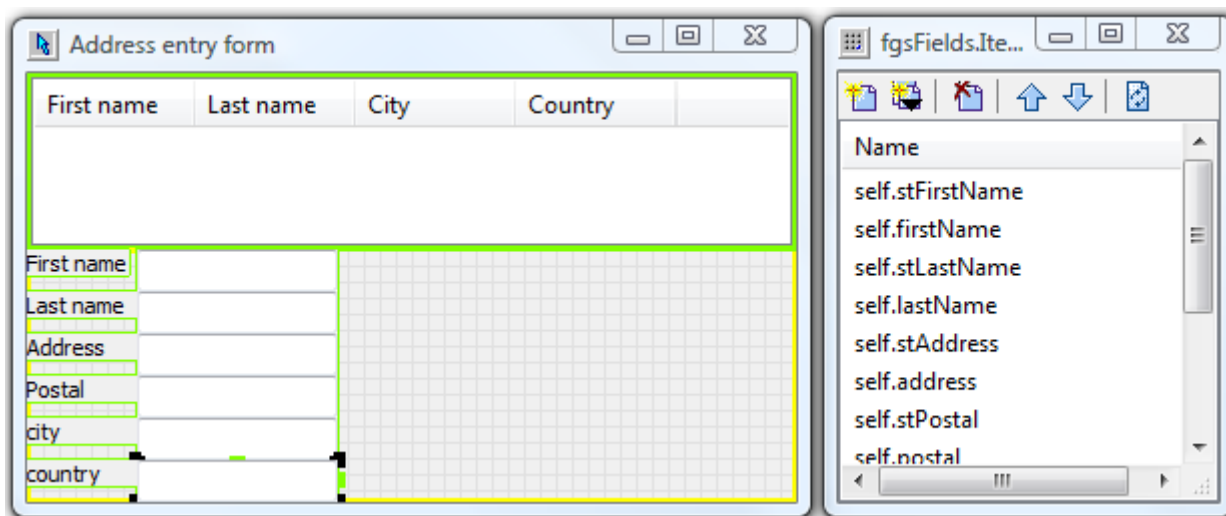 Address entry form
First name Last name City Country
First name
Last name
Address
Postal
city
country
fgsFields.Ite...
Name
self.stFirstName
self.firstName
self.stLastName
self.lastName
self.stAddress
self.address
self.stPostal
self.postal